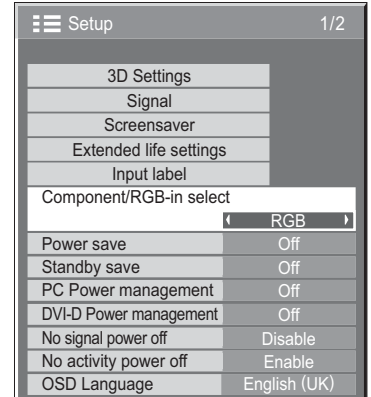 Setup 1/2
3D Settings
Signal
Screensaver
Extended life settings
Input label
Component/RGB-in select
RGB
Power save Off
Standby save Off
PC Power management Off
DVI-D Power management Off
No signal power off Disable
No activity power off Enable
OSD Language English (UK)